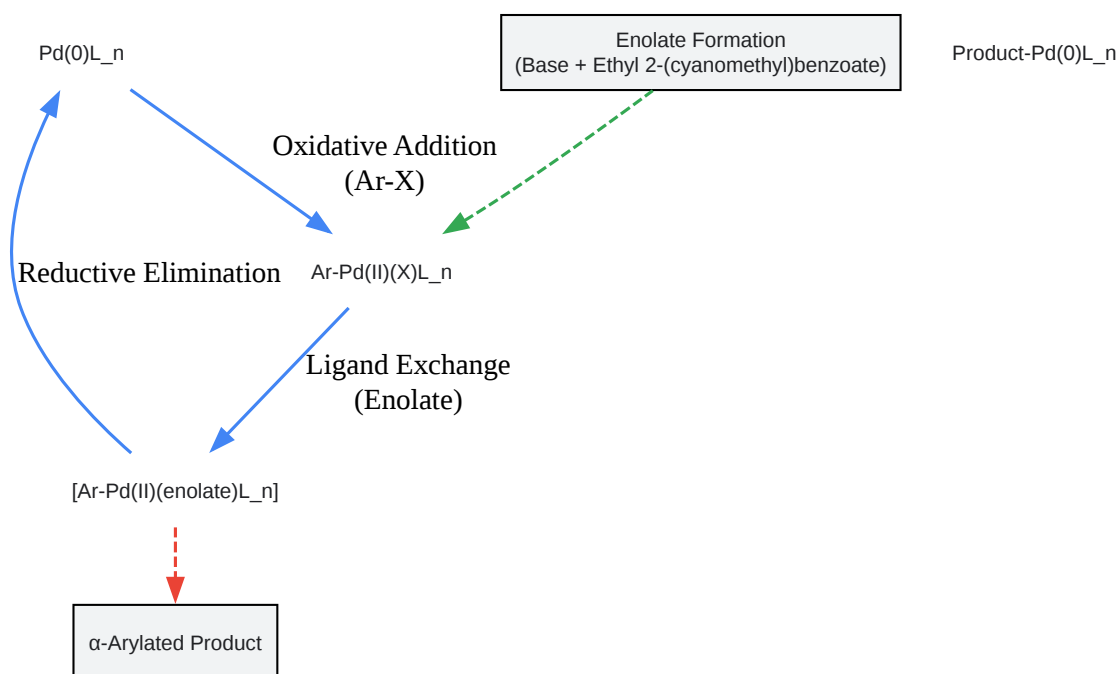 Pd(0)L_n
Enolate Formation
(Base + Ethyl 2-(cyanomethyl)benzoate)
Product-Pd(0)L_n
Oxidative Addition
(Ar-X)
Reductive Elimination
Ar-Pd(II)(X)L_n
Ligand Exchange
(Enolate)
[Ar-Pd(II)(enolate)L_n]
α-Arylated Product